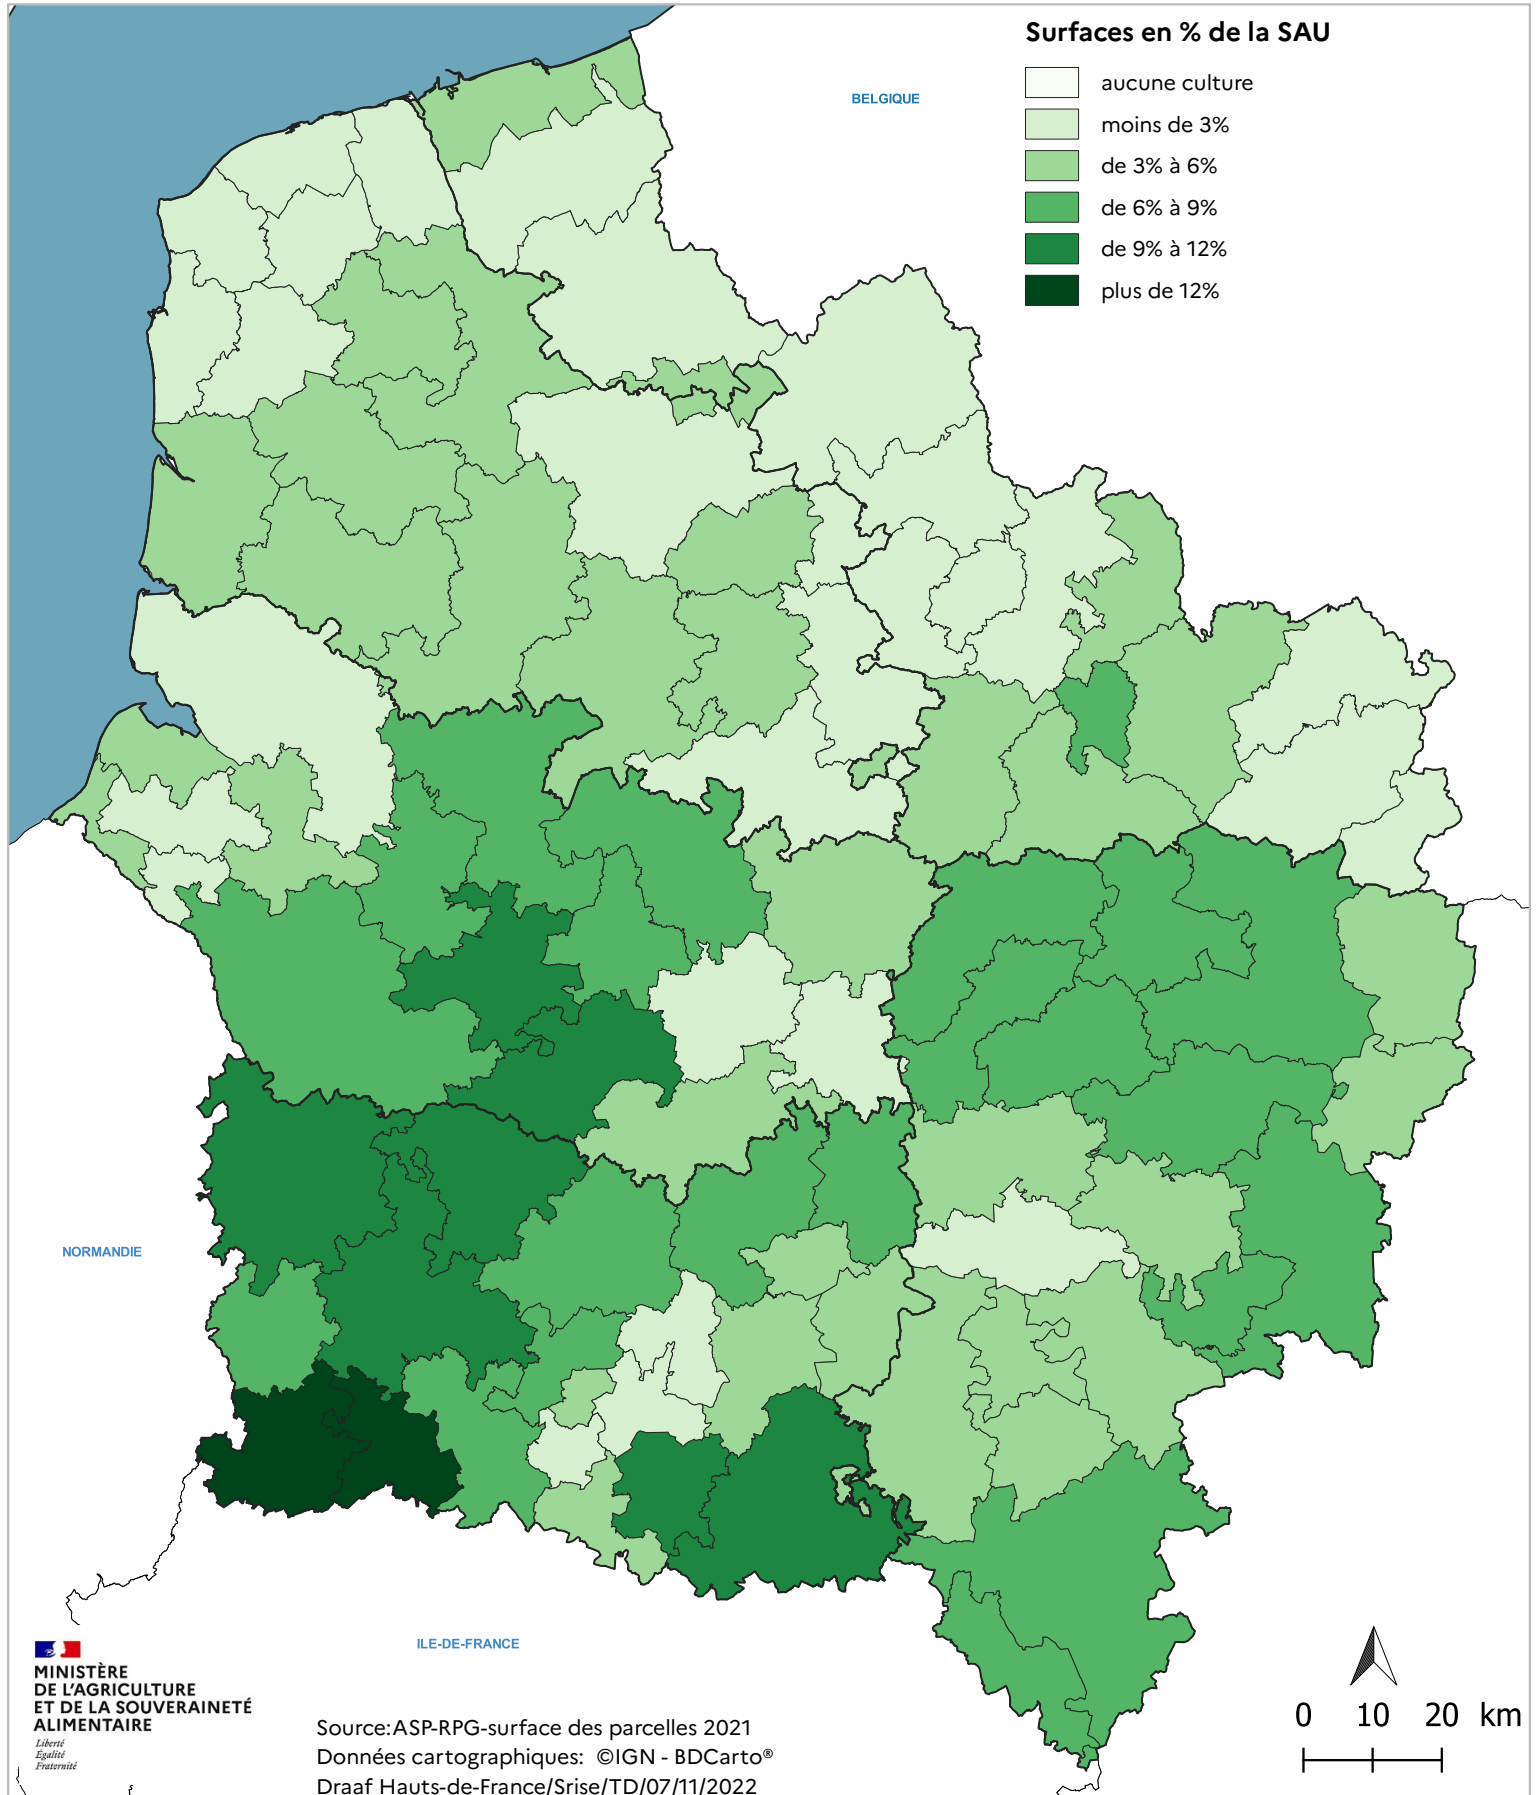 Surfaces en % de la SAU
aucune culture
moins de 3%
de 3% à 6%
de 6% à 9%
de 9% à 12%
plus de 12%
BELGIQUE
NORMANDIE
ILE-DE-FRANCE
MINISTÈRE
DE L'AGRICULTURE
ET DE LA SOUVERAINETÉ
ALIMENTAIRE
Liberté
Égalité
Fraternité
Source:ASP-RPG-surface des parcelles 2021
Données cartographiques: ©IGN - BDCarto®
Draaf Hauts-de-France/Srise/TD/07/11/2022
0 10 20 km